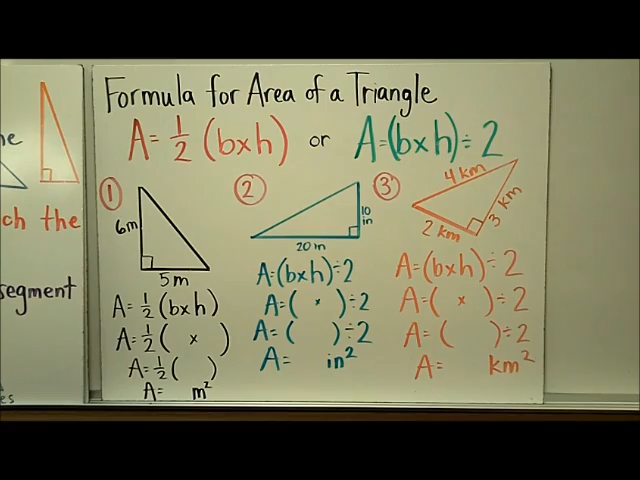 Formula for Area of a Triangle
A = 1/2 (b x h) or A = (b x h) ÷ 2
1
6m
5m
A = 1/2 (b x h)
A = 1/2 ( x )
A = 1/2 ( )
A = m²
2
10 in
20 in
A = (b x h) ÷ 2
A = ( x ) ÷ 2
A = ( ) ÷ 2
A = in²
3
4 km
2 km
3 km
A = (b x h) ÷ 2
A = ( x ) ÷ 2
A = ( ) ÷ 2
A = km²
the
segment